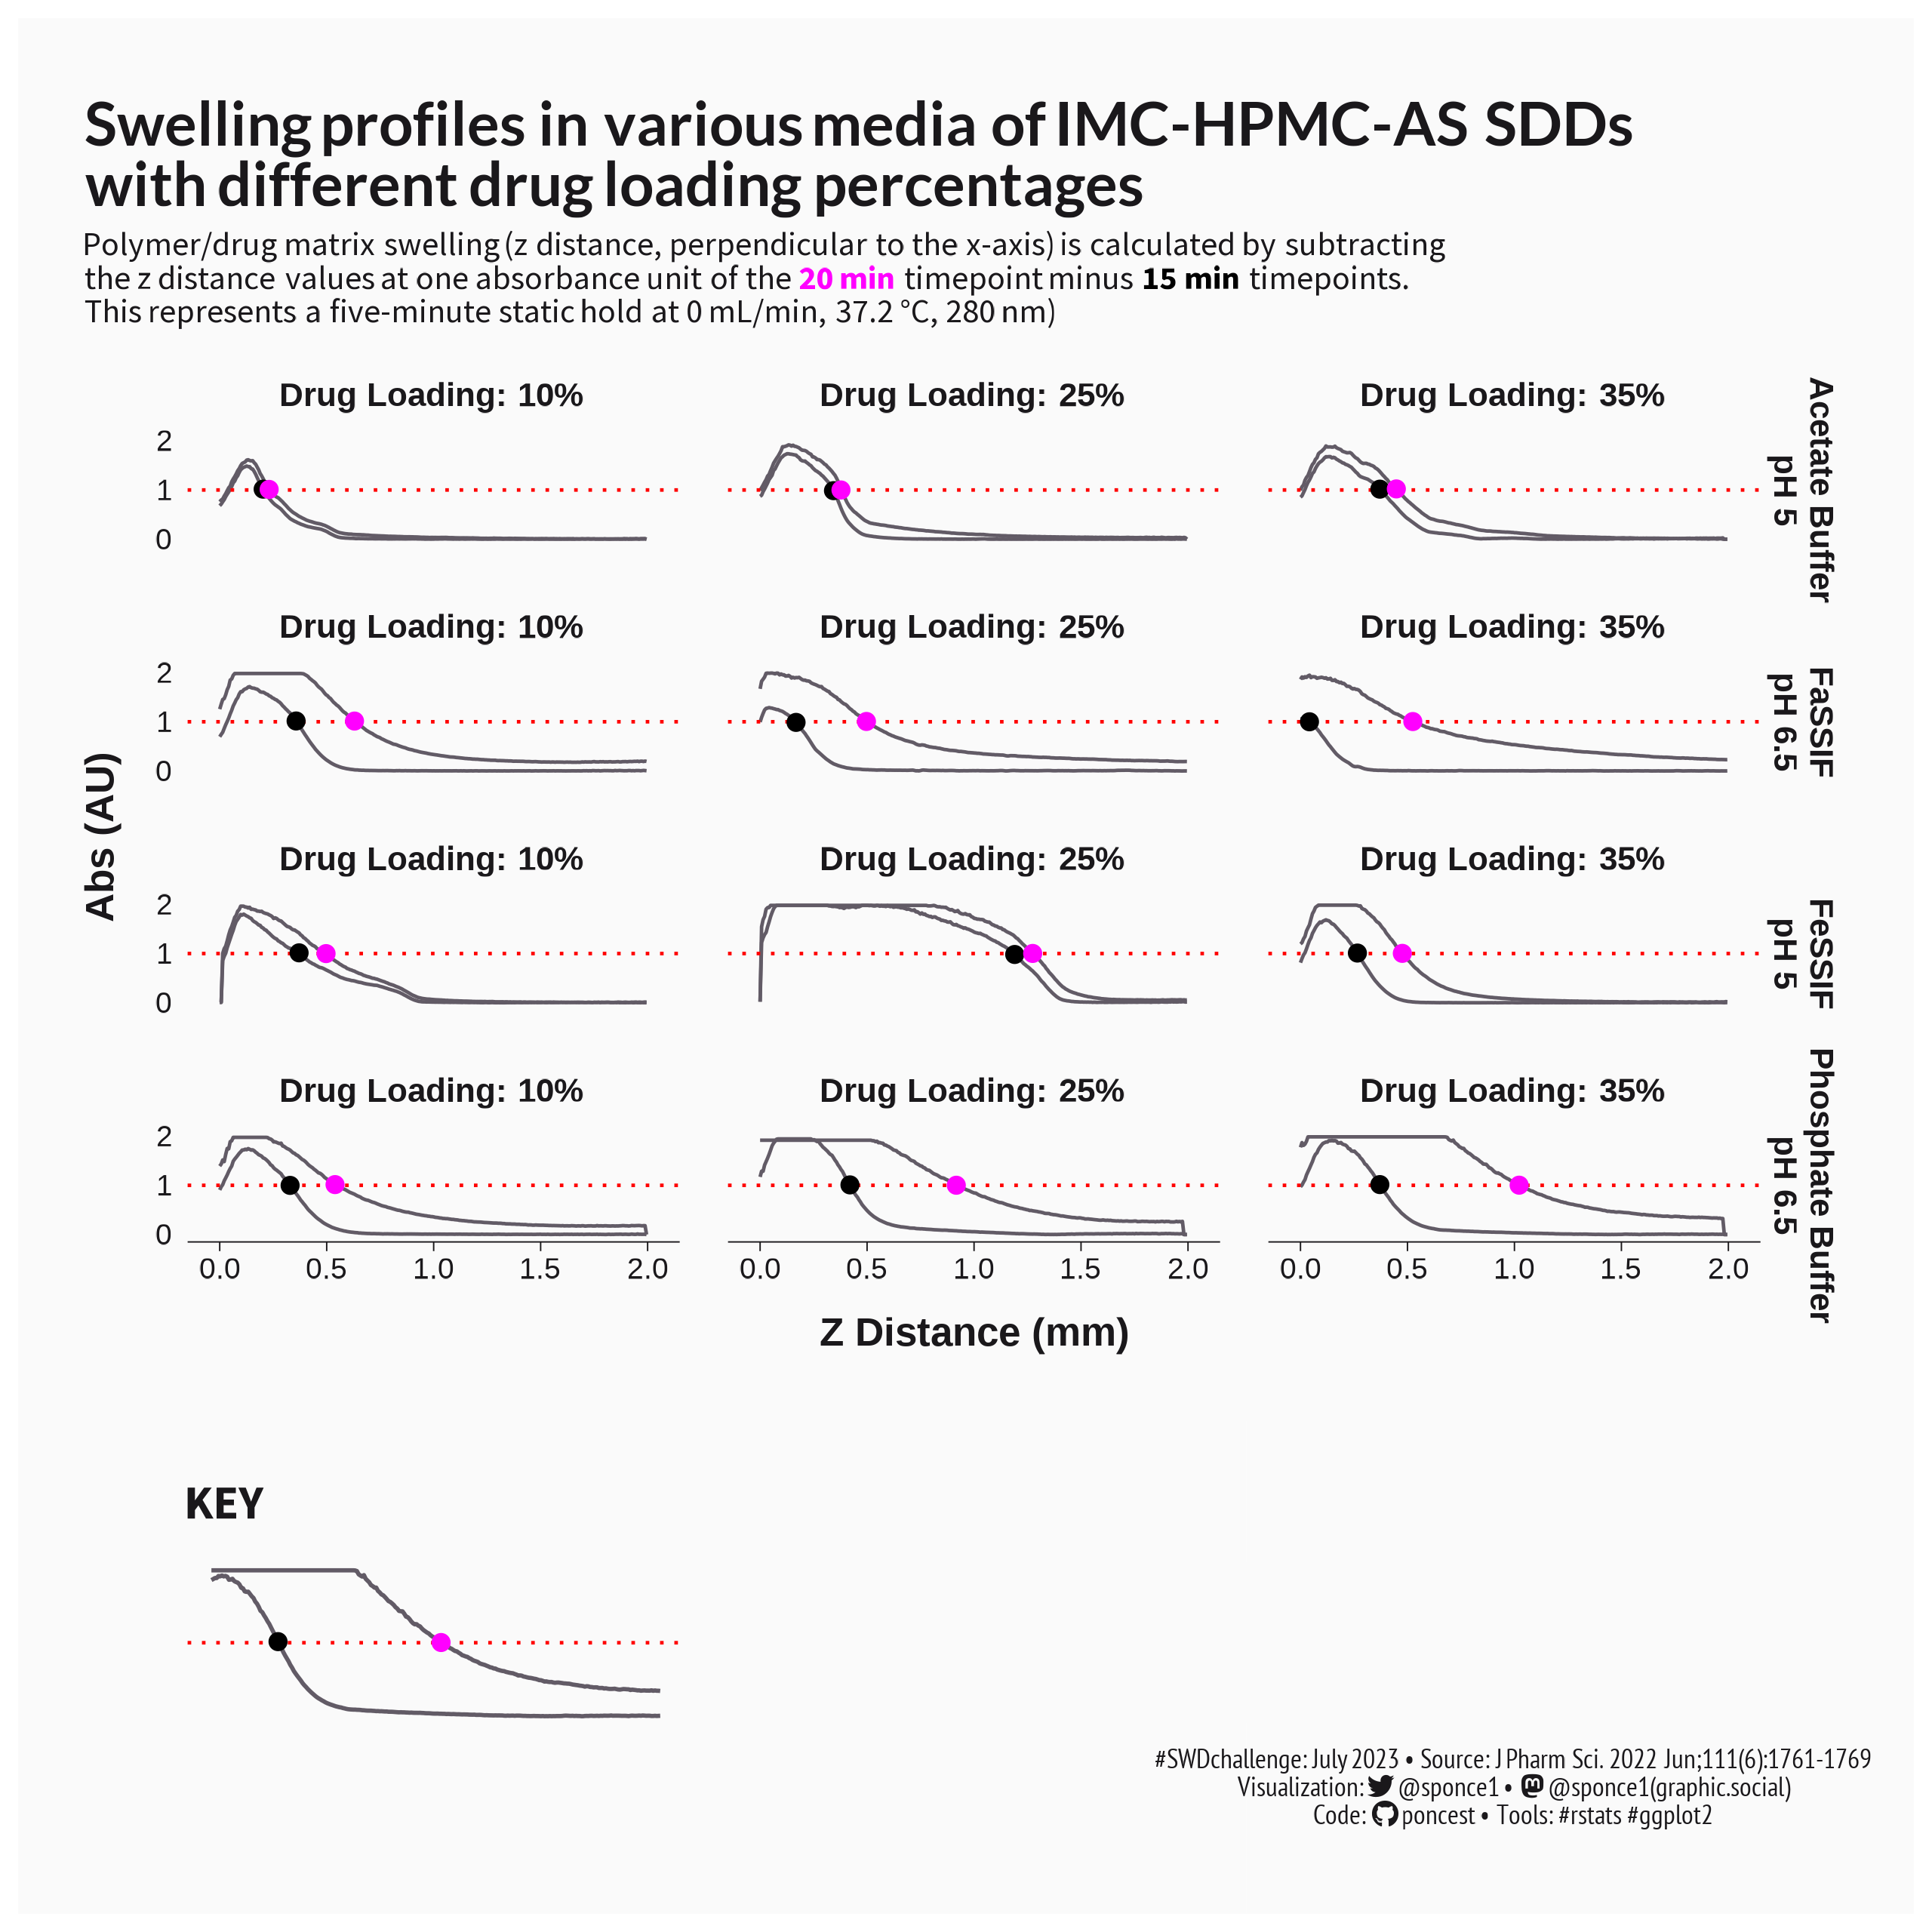 Swelling profiles in various media of IMC-HPMC-AS SDDs
with different drug loading percentages
Polymer/drug matrix swelling (z distance, perpendicular to the x-axis) is calculated by subtracting
the z distance values at one absorbance unit of the 20 min timepoint minus 15 min timepoints.
This represents a five-minute static hold at 0 mL/min, 37.2 °C, 280 nm)
Drug Loading: 10%
Drug Loading: 25%
Drug Loading: 35%
2
1
0
Acetate Buffer
pH 5
Drug Loading: 10%
Drug Loading: 25%
Drug Loading: 35%
2
1
0
FaSSIF
pH 6.5
Abs (AU)
Drug Loading: 10%
Drug Loading: 25%
Drug Loading: 35%
2
1
0
FeSSIF
pH 5
Drug Loading: 10%
Drug Loading: 25%
Drug Loading: 35%
2
1
0
Phosphate Buffer
pH 6.5
0.0 0.5 1.0 1.5 2.0
0.0 0.5 1.0 1.5 2.0
0.0 0.5 1.0 1.5 2.0
Z Distance (mm)
KEY
#SWDchallenge: July 2023 • Source: J Pharm Sci. 2022 Jun;111(6):1761-1769
Visualization: @sponce1 • @sponce1(graphic.social)
Code: poncest • Tools: #rstats #ggplot2